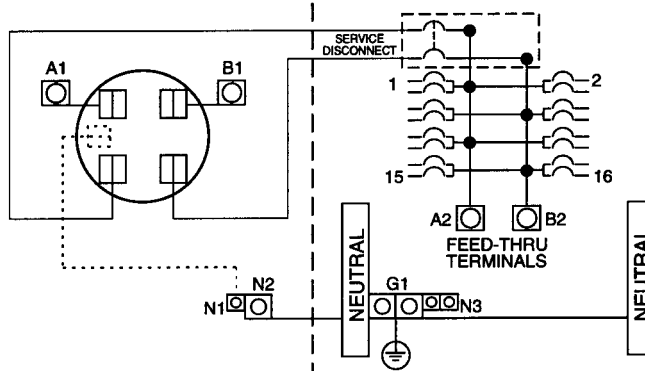 SERVICE
DISCONNECT
A1
B1
1
2
15
16
A2
B2
FEED-THRU
TERMINALS
NEUTRAL
NEUTRAL
N1
N2
G1
N3